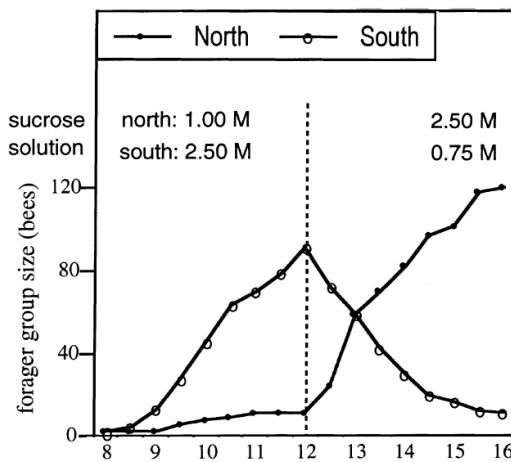 North South
sucrose north: 1.00 M 2.50 M
solution south: 2.50 M 0.75 M
120
80
40
0
forager group size (bees)
8 9 10 11 12 13 14 15 16